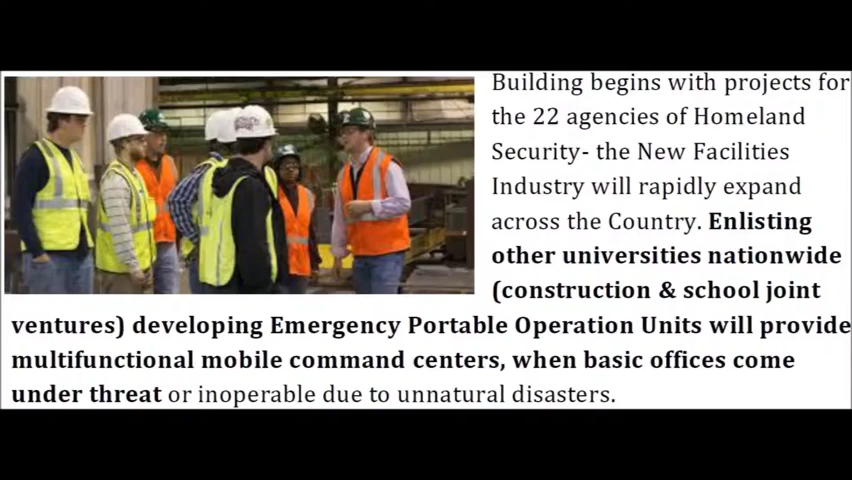 Building begins with projects for
the 22 agencies of Homeland
Security- the New Facilities
Industry will rapidly expand
across the Country. Enlisting
other universities nationwide
(construction & school joint
ventures) developing Emergency Portable Operation Units will provide
multifunctional mobile command centers, when basic offices come
under threat or inoperable due to unnatural disasters.